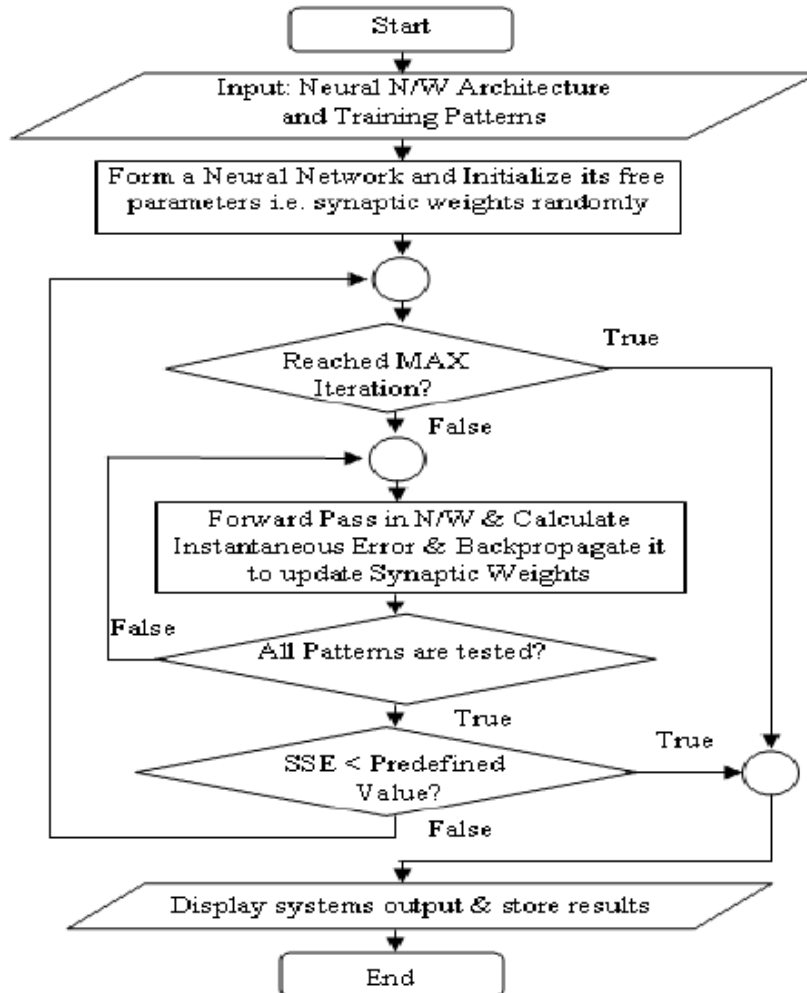 Start
Input: Neural N/W Architecture
and Training Patterns
Form a Neural Network and Initialize its free
parameters i.e. synaptic weights randomly
True
Reached MAX
Iteration?
False
Forward Pass in N/W & Calculate
Instantaneous Error & Backpropagate it
to update Synaptic Weights
False
All Patterns are tested?
True
True
SSE < Predefined
Value?
False
Display systems output & store results
End